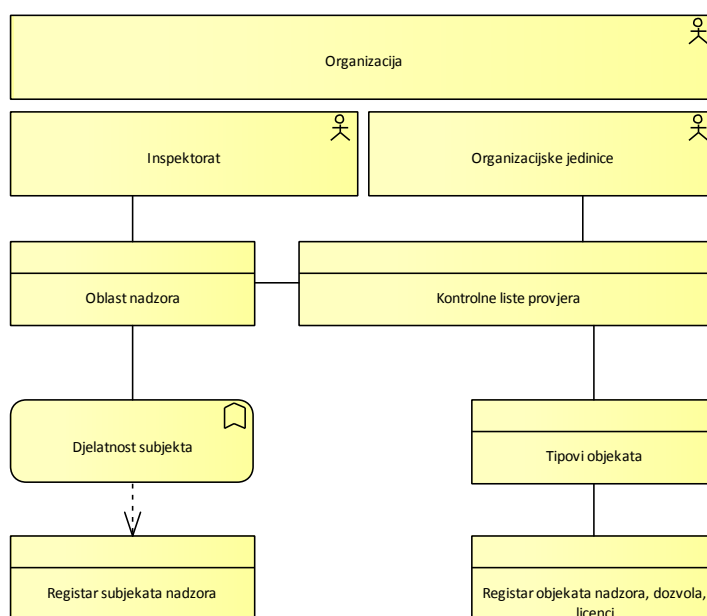 Organizacija
Inspektorat
Organizacijske jedinice
Oblast nadzora
Kontrolne liste provjera
Djelatnost subjekta
Tipovi objekata
Registar subjekata nadzora
Registar objekata nadzora, dozvola,
licenci